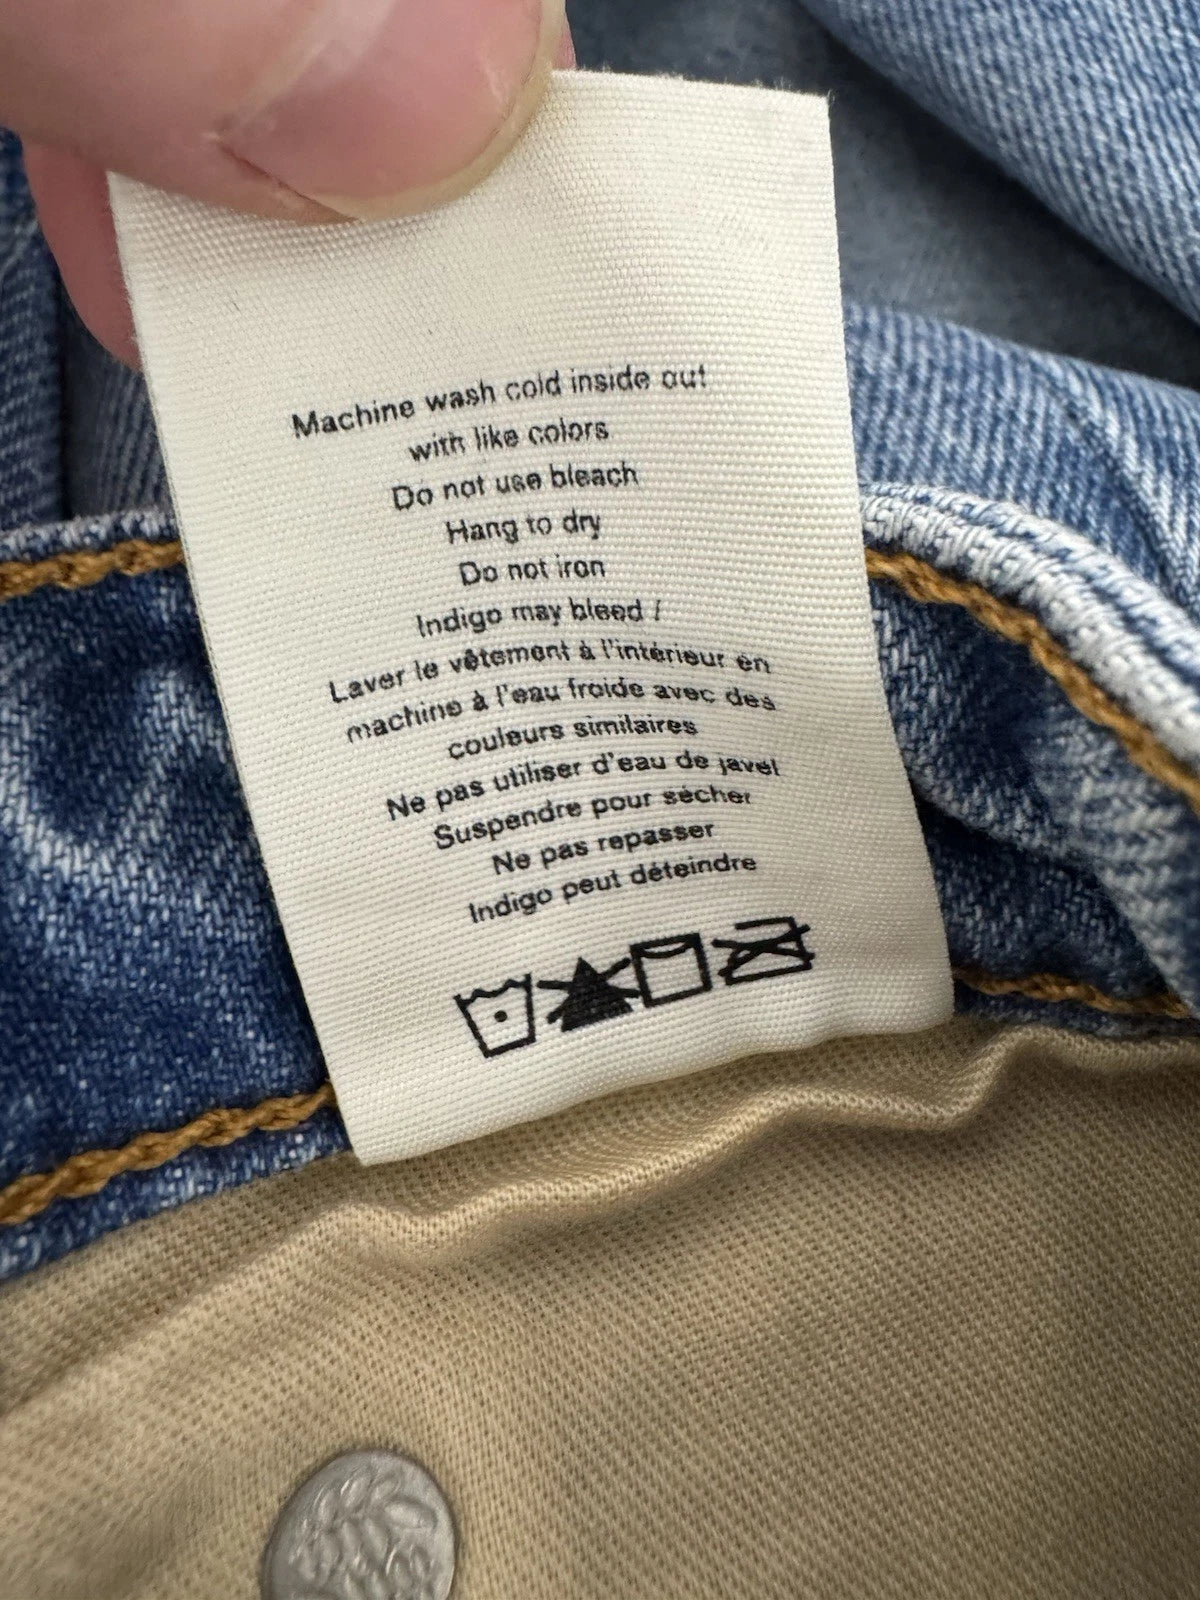 Machine wash cold inside out
with like colors
Do not use bleach
Hang to dry
Do not iron
Indigo may bleed /
Laver le vêtement à l'intérieur en
machine à l'eau froide avec des
couleurs similaires
Ne pas utiliser d'eau de javel
Suspendre pour sécher
Ne pas repasser
Indigo peut déteindre